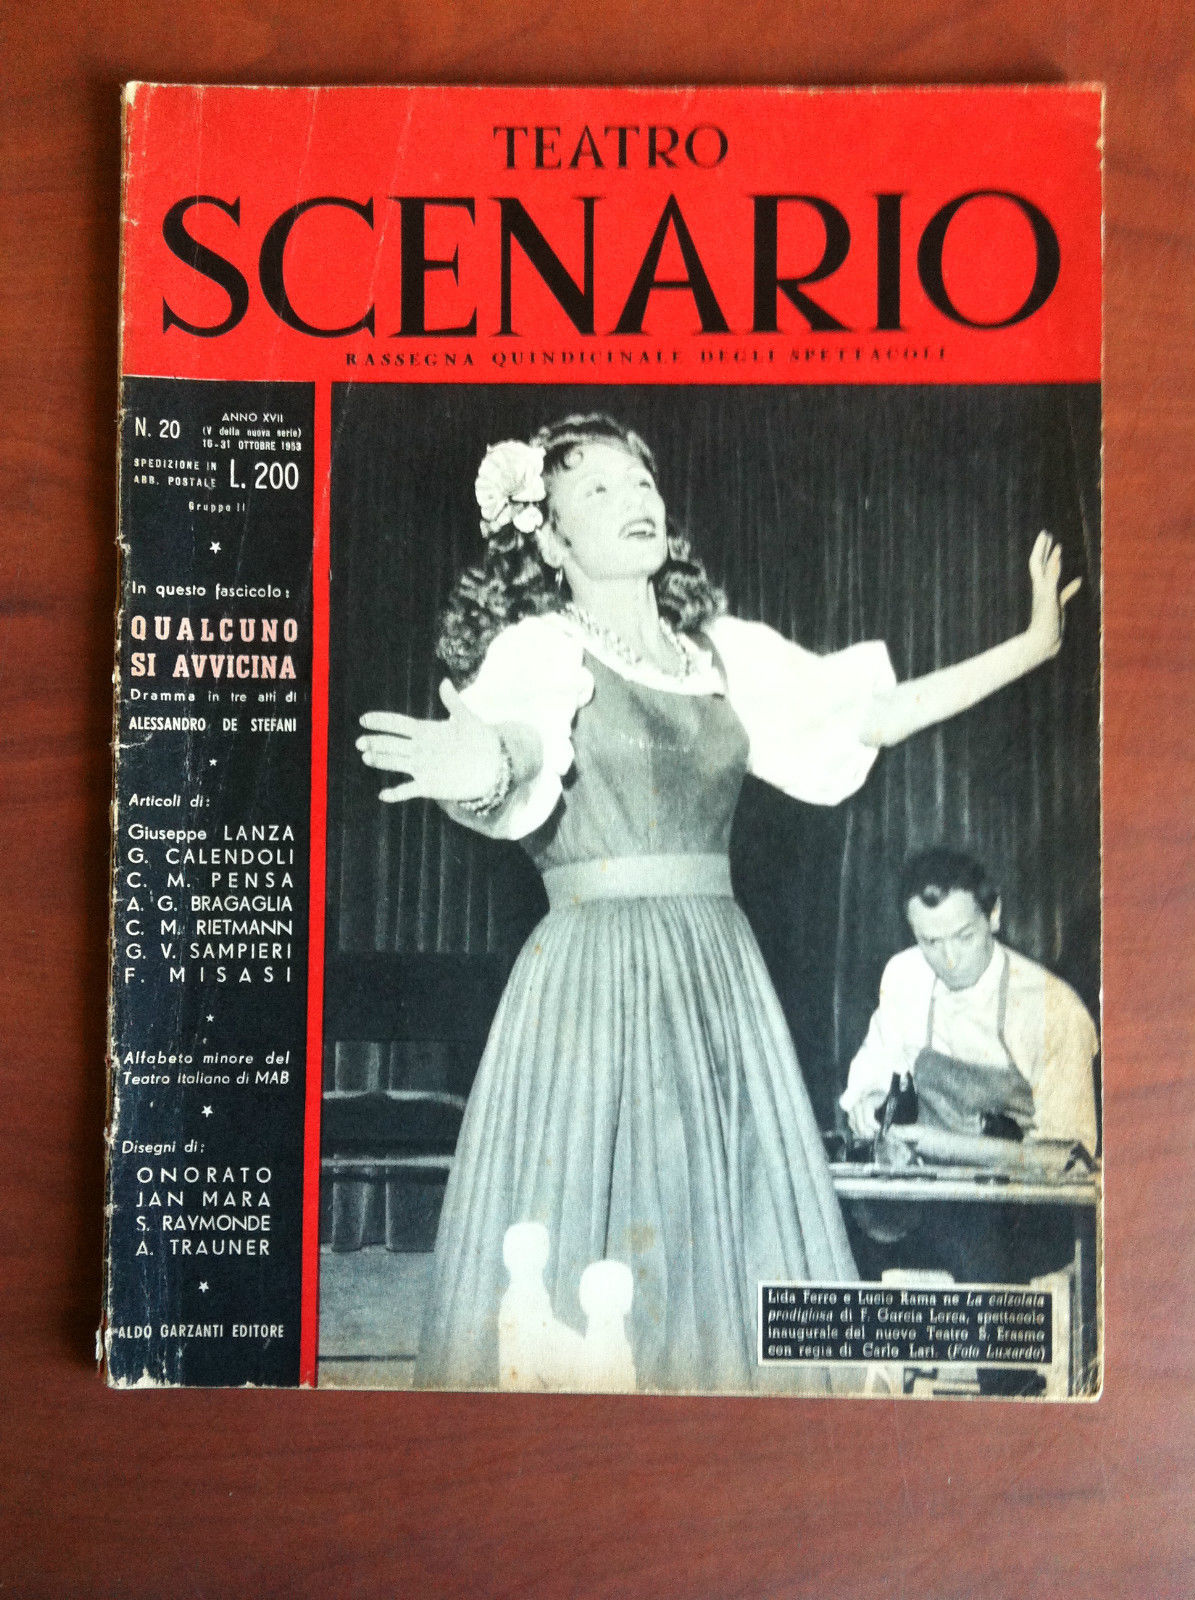 TEATRO
SCENARIO
RASSEGNA QUINDICINALE DEGLI SPETTACOLI
N. 20
ANNO XVII
(V della nuova serie)
16-31 OTTOBRE 1953
SPEDIZIONE IN
ABB. POSTALE
L. 200
Gruppo II
In questo fascicolo:
QUALCUNO
SI AVVICINA
Dramma in tre atti di
ALESSANDRO DE STEFANI
Articoli di:
Giuseppe LANZA
G. CALENDOLI
C. M. PENSA
A. G. BRAGAGLIA
C. M. RIETMANN
G. V. SAMPIERI
F. MISASI
Alfabeto minore del
Teatro italiano di MAB
Disegni di:
ONORATO
JAN MARA
S. RAYMONDE
A. TRAUNER
ALDO GARZANTI EDITORE
Lida Ferro e Lucio Rama ne La calzolaia
prodigiosa di F. Garcia Lorca, spettacolo
inaugurale del nuovo Teatro S. Erasmo
con regia di Carlo Lari. (Foto Luxardo)